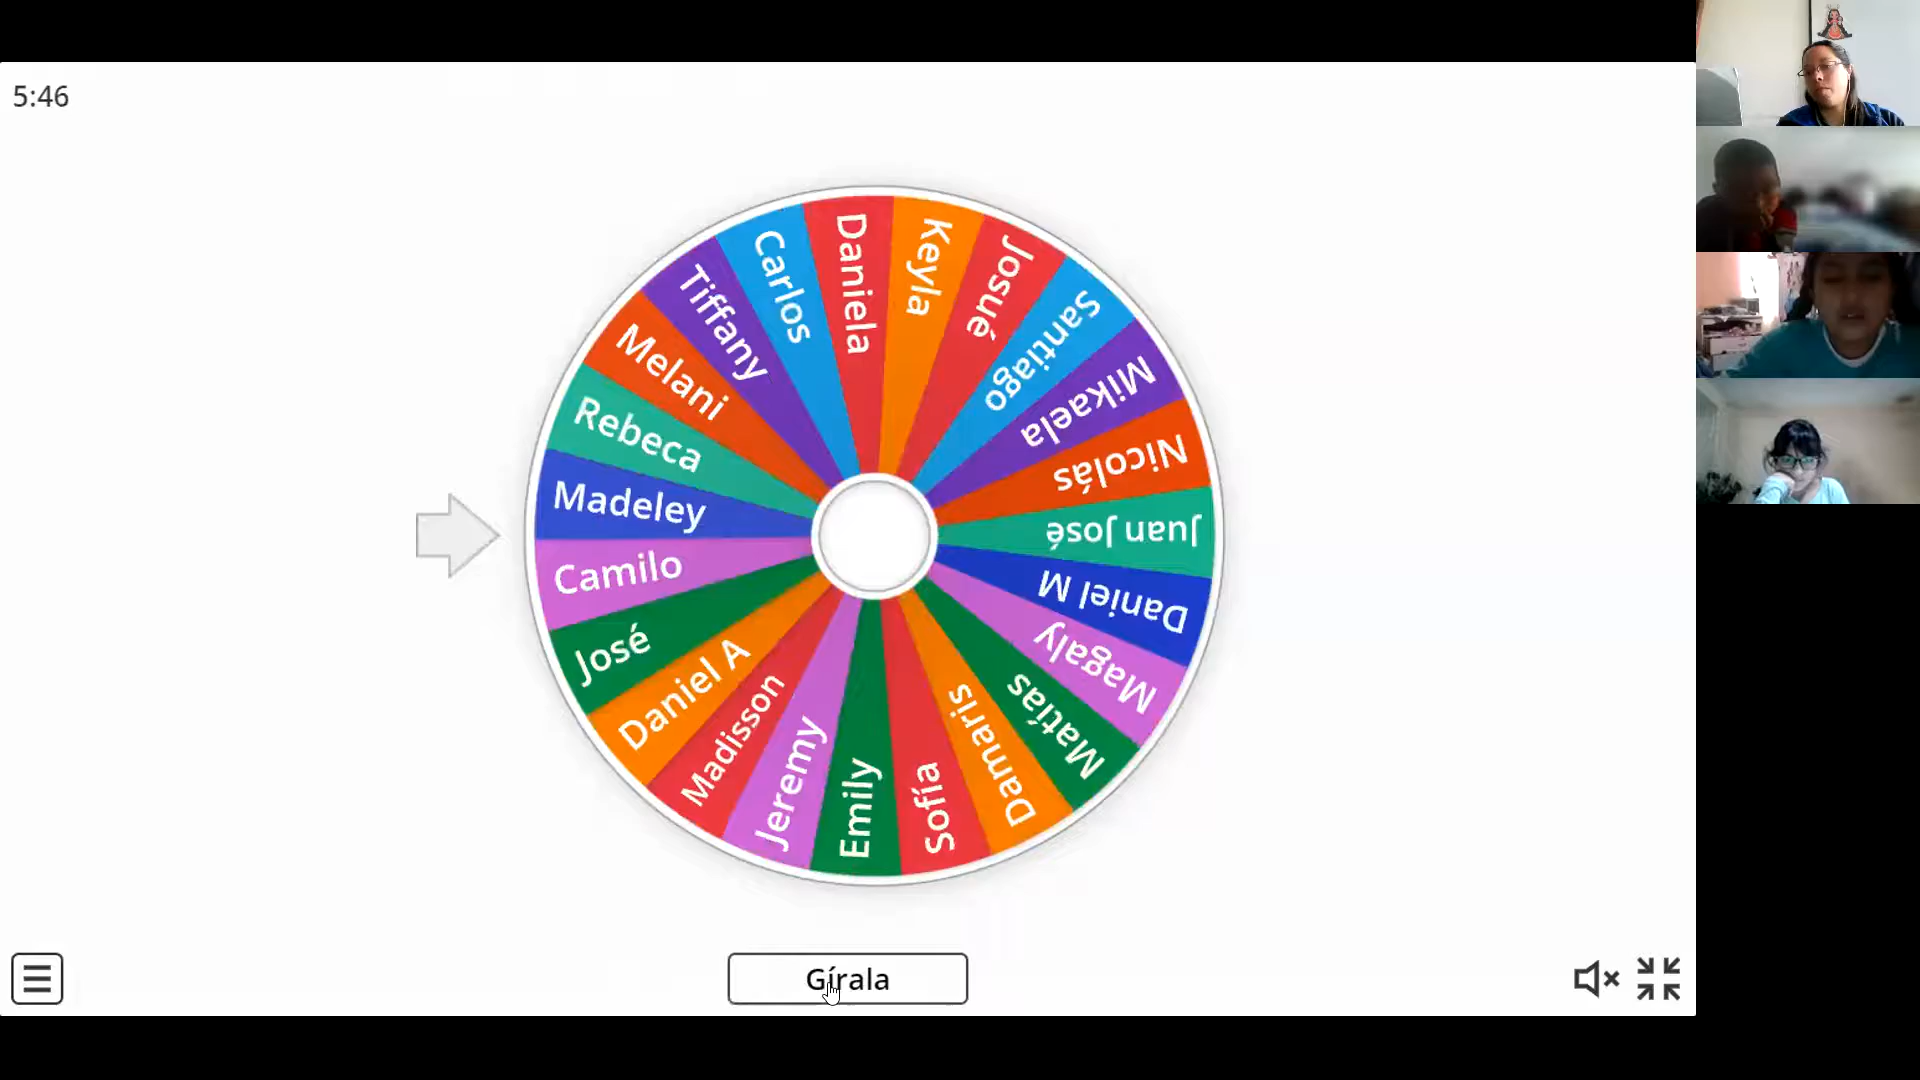 5:46
Daniela
Keyla
Josué
Santiago
Mikaela
Nicolás
Juan José
Daniel M
Magaly
Matías
Damaris
Sofía
Emily
Jeremy
Madisson
Daniel A
José
Camilo
Madeley
Rebeca
Melani
Tiffany
Carlos
Gírala